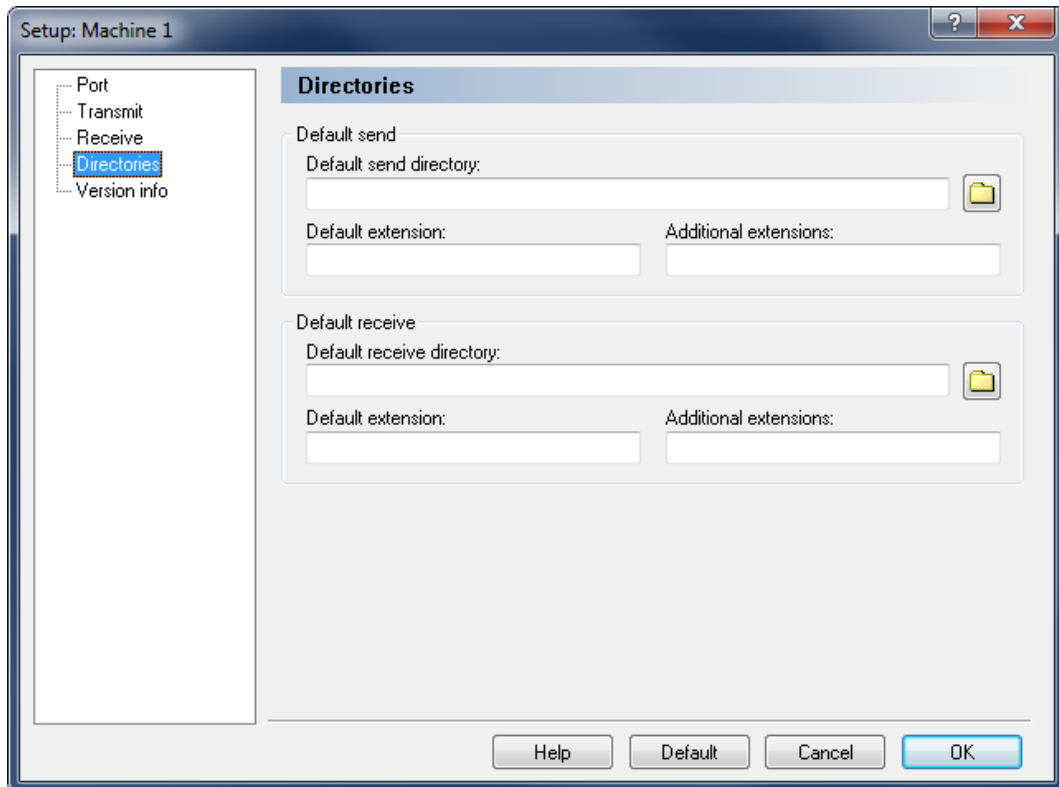 Setup: Machine 1
?
X
Port
Transmit
Receive
Directories
Version info
Directories
Default send
Default send directory:
Default extension:
Additional extensions:
Default receive
Default receive directory:
Default extension:
Additional extensions:
Help
Default
Cancel
OK